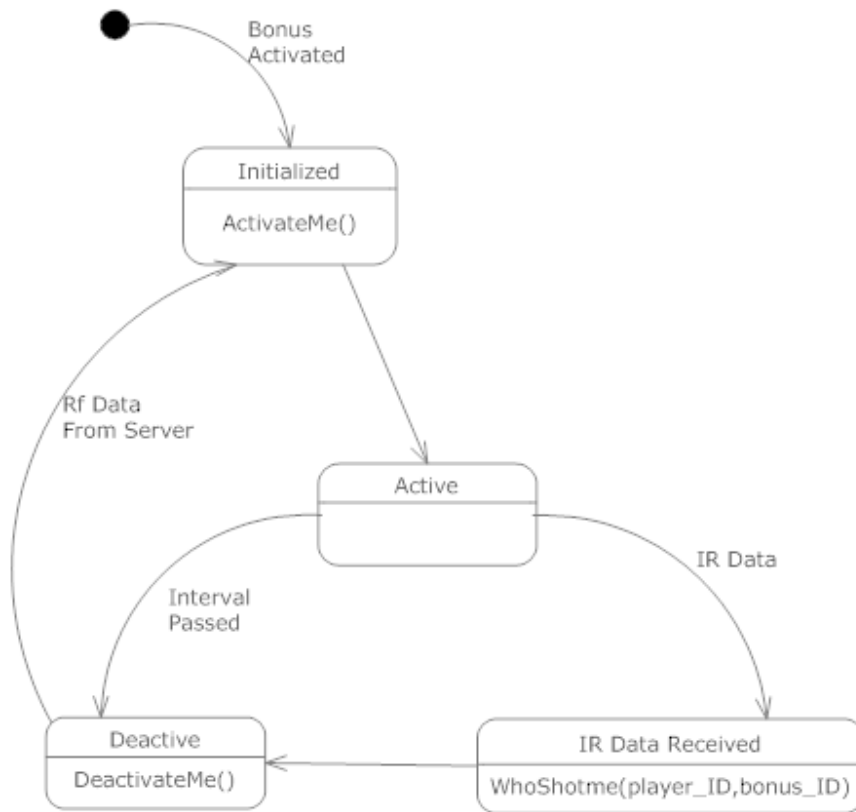 Bonus
Activated
Initialized
ActivateMe()
Rf Data
From Server
Active
IR Data
Interval
Passed
Deactive
DeactivateMe()
IR Data Received
WhoShotme(player_ID,bonus_ID)